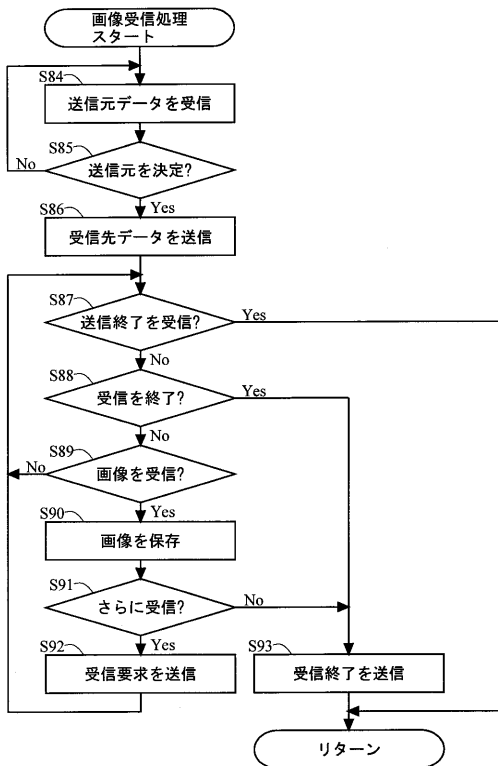 画像受信処理
スタート
S84
送信元データを受信
S85
送信元を決定?
No
Yes
S86
受信先データを送信
S87
送信終了を受信?
Yes
No
S88
受信を終了?
Yes
No
S89
画像を受信?
No
Yes
S90
画像を保存
S91
さらに受信?
No
Yes
S92
受信要求を送信
S93
受信終了を送信
リターン